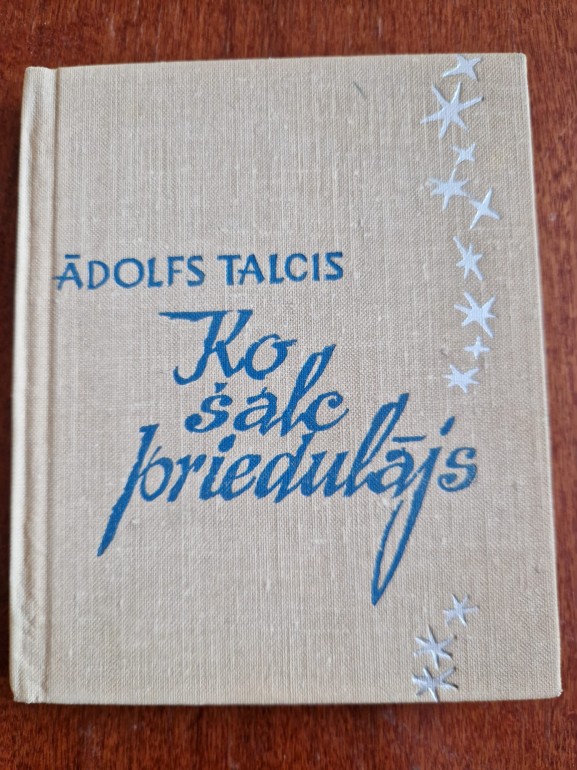 ĀDOLFS TALCIS
Ko
šalc
priedulājs